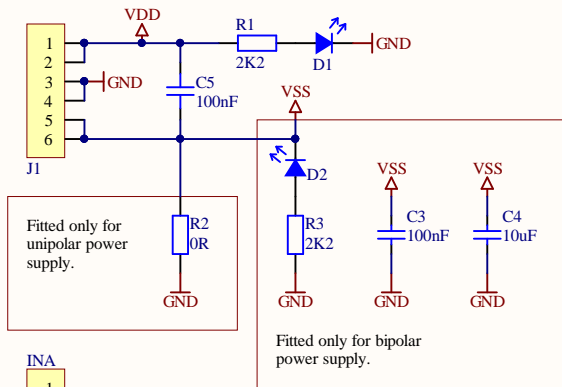 VDD
R1
2K2
D1
GND
1
2
3
4
5
6
J1
GND
C5
100nF
VSS
D2
R2
0R
R3
2K2
GND
GND
VSS
C3
100nF
GND
VSS
C4
10uF
GND
Fitted only for
unipolar power
supply.
Fitted only for bipolar
power supply.
INA
1